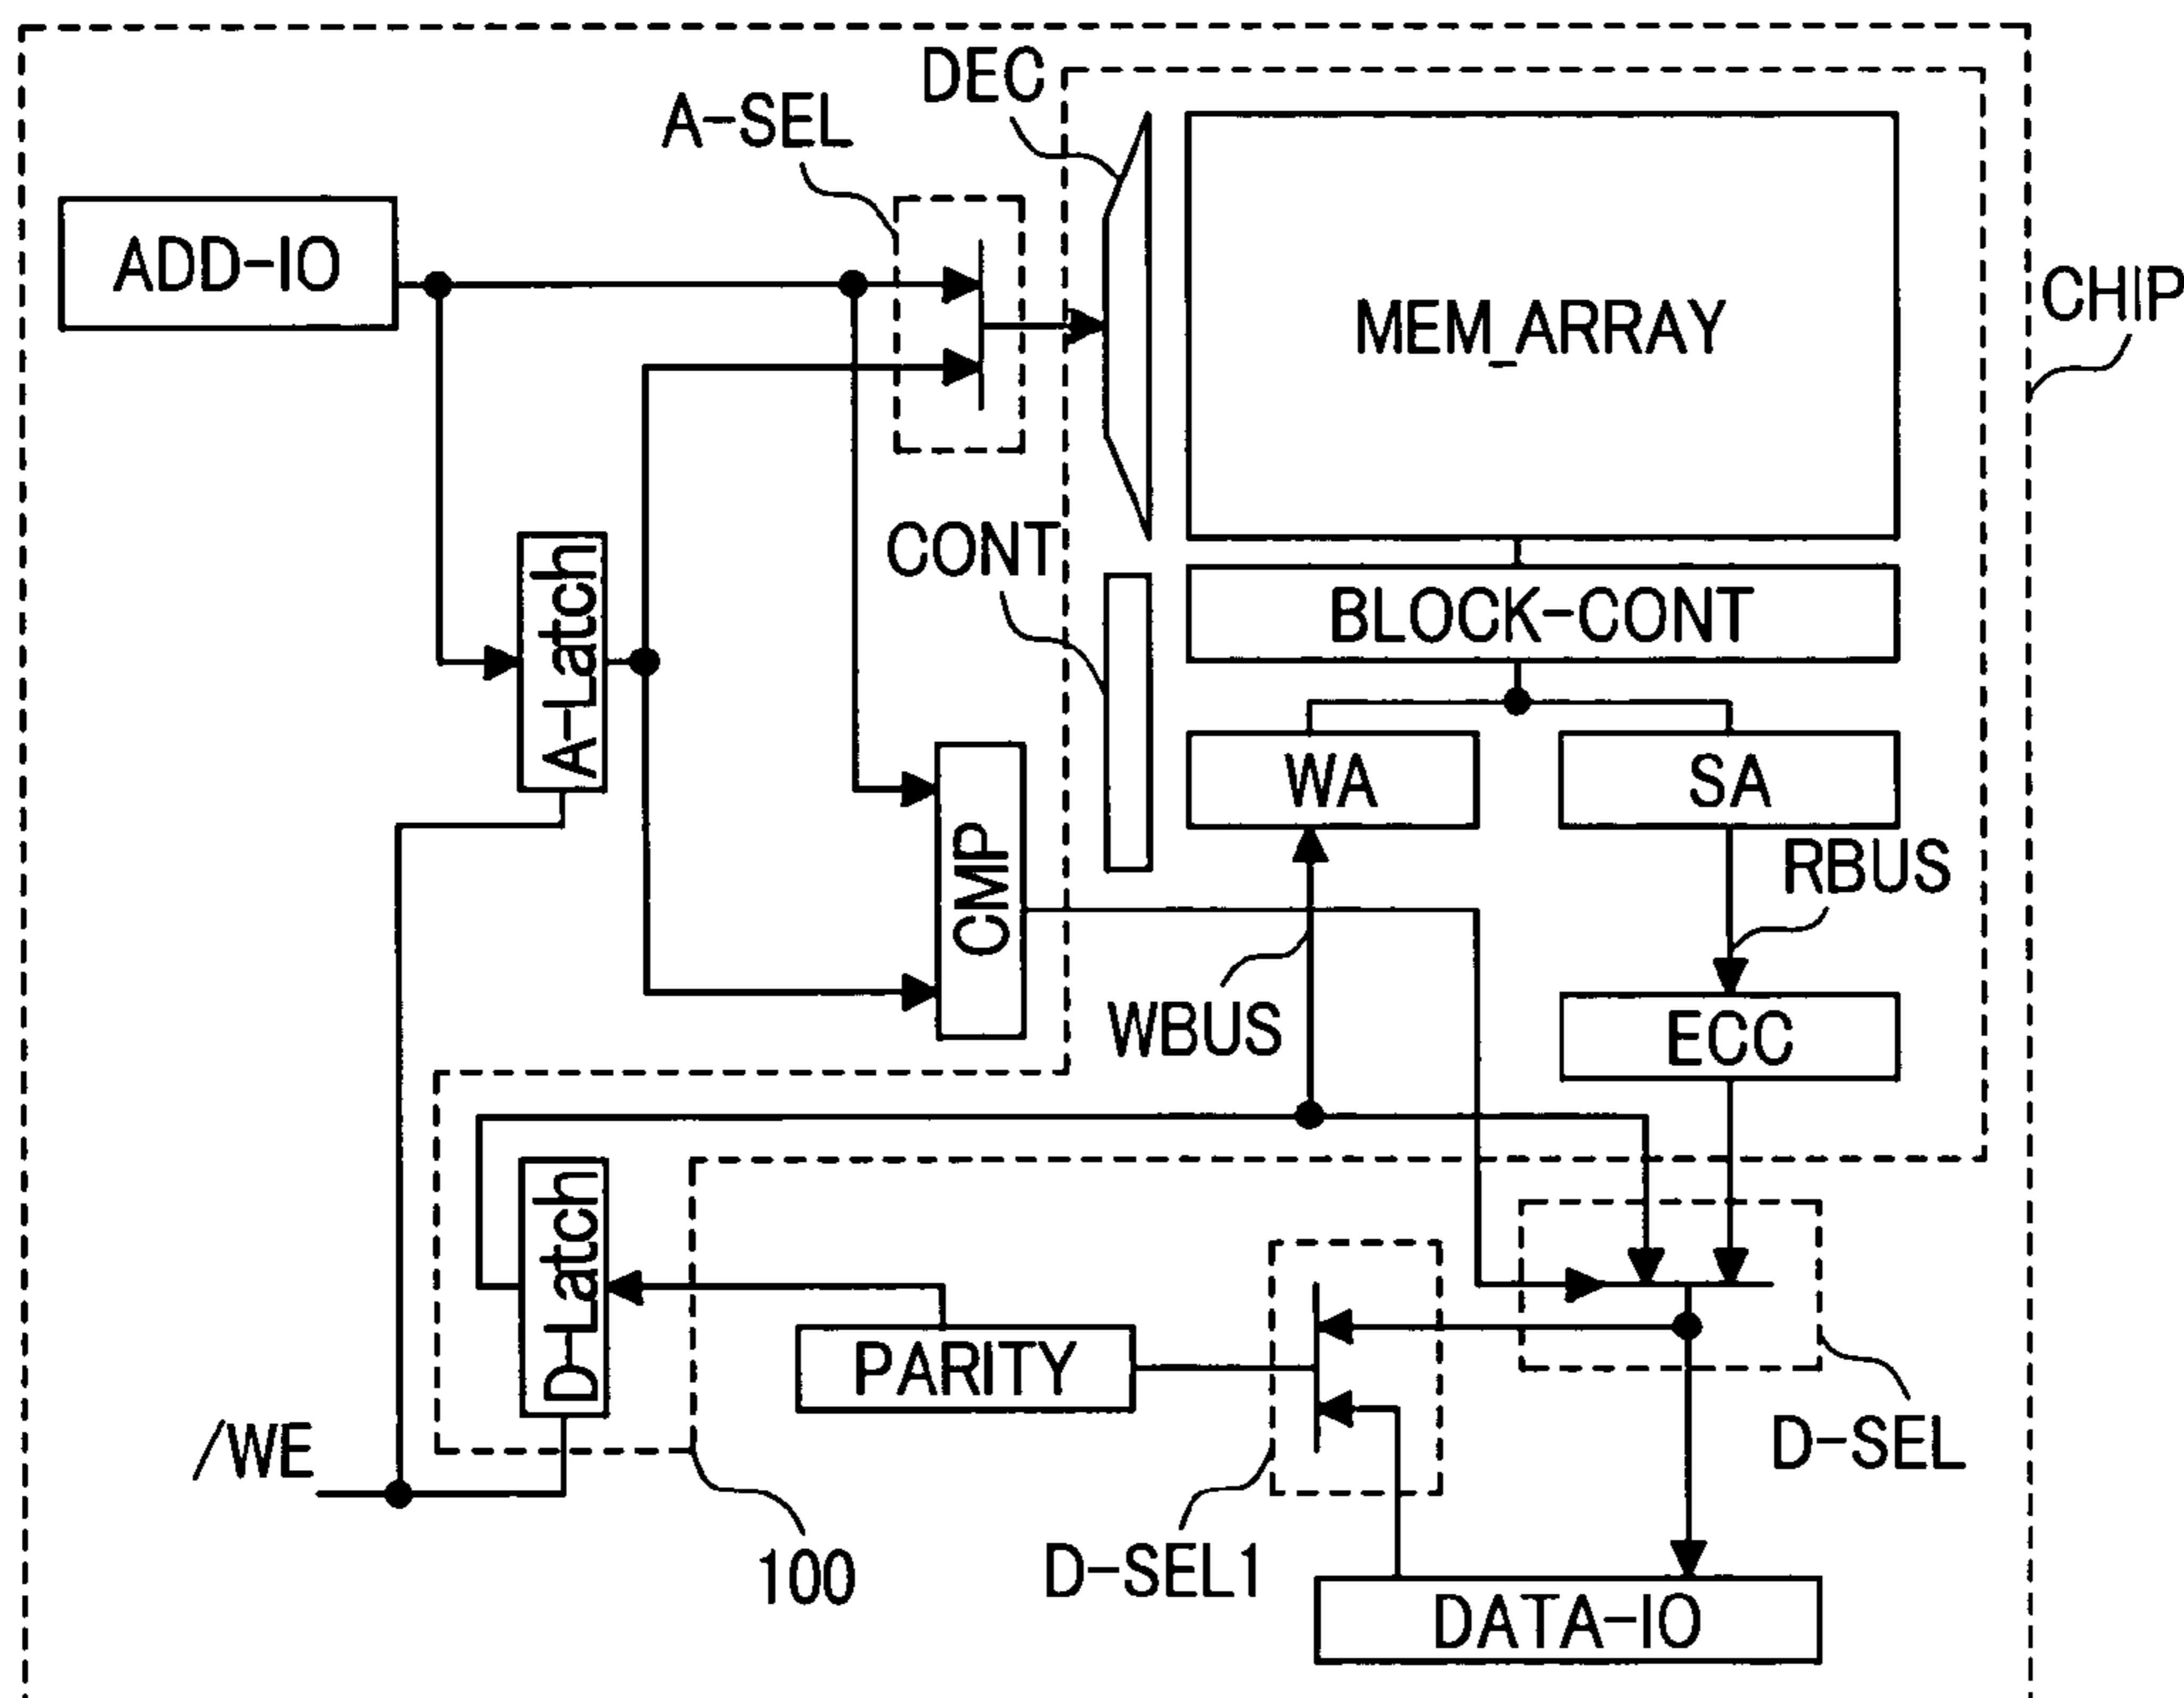 DEC
A-SEL
ADD-IO
MEM_ARRAY
CHIP
CONT
A-Latch
BLOCK-CONT
WA
SA
RBUS
CMP
WBUS
ECC
D-Latch
PARITY
/WE
D-SEL
100
D-SEL1
DATA-IO